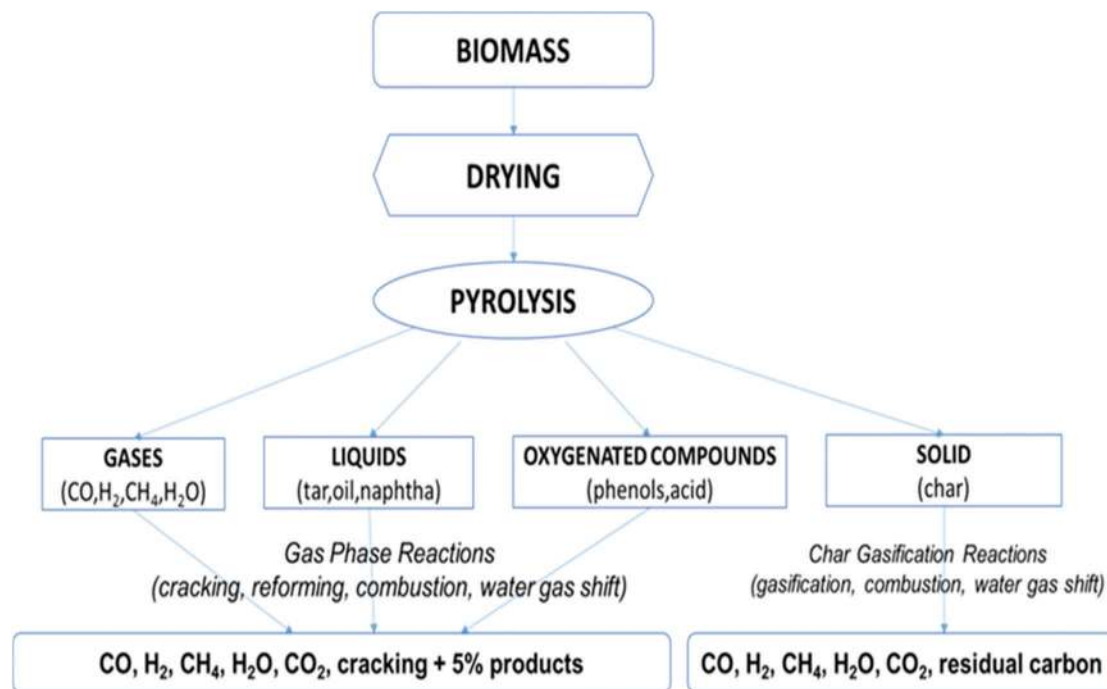 BIOMASS
DRYING
PYROLYSIS
GASES
(CO,H₂,CH₄,H₂O)
LIQUIDS
(tar,oil,naphtha)
OXYGENATED COMPOUNDS
(phenols,acid)
SOLID
(char)
Gas Phase Reactions
(cracking, reforming, combustion, water gas shift)
Char Gasification Reactions
(gasification, combustion, water gas shift)
CO, H₂, CH₄, H₂O, CO₂, cracking + 5% products
CO, H₂, CH₄, H₂O, CO₂, residual carbon